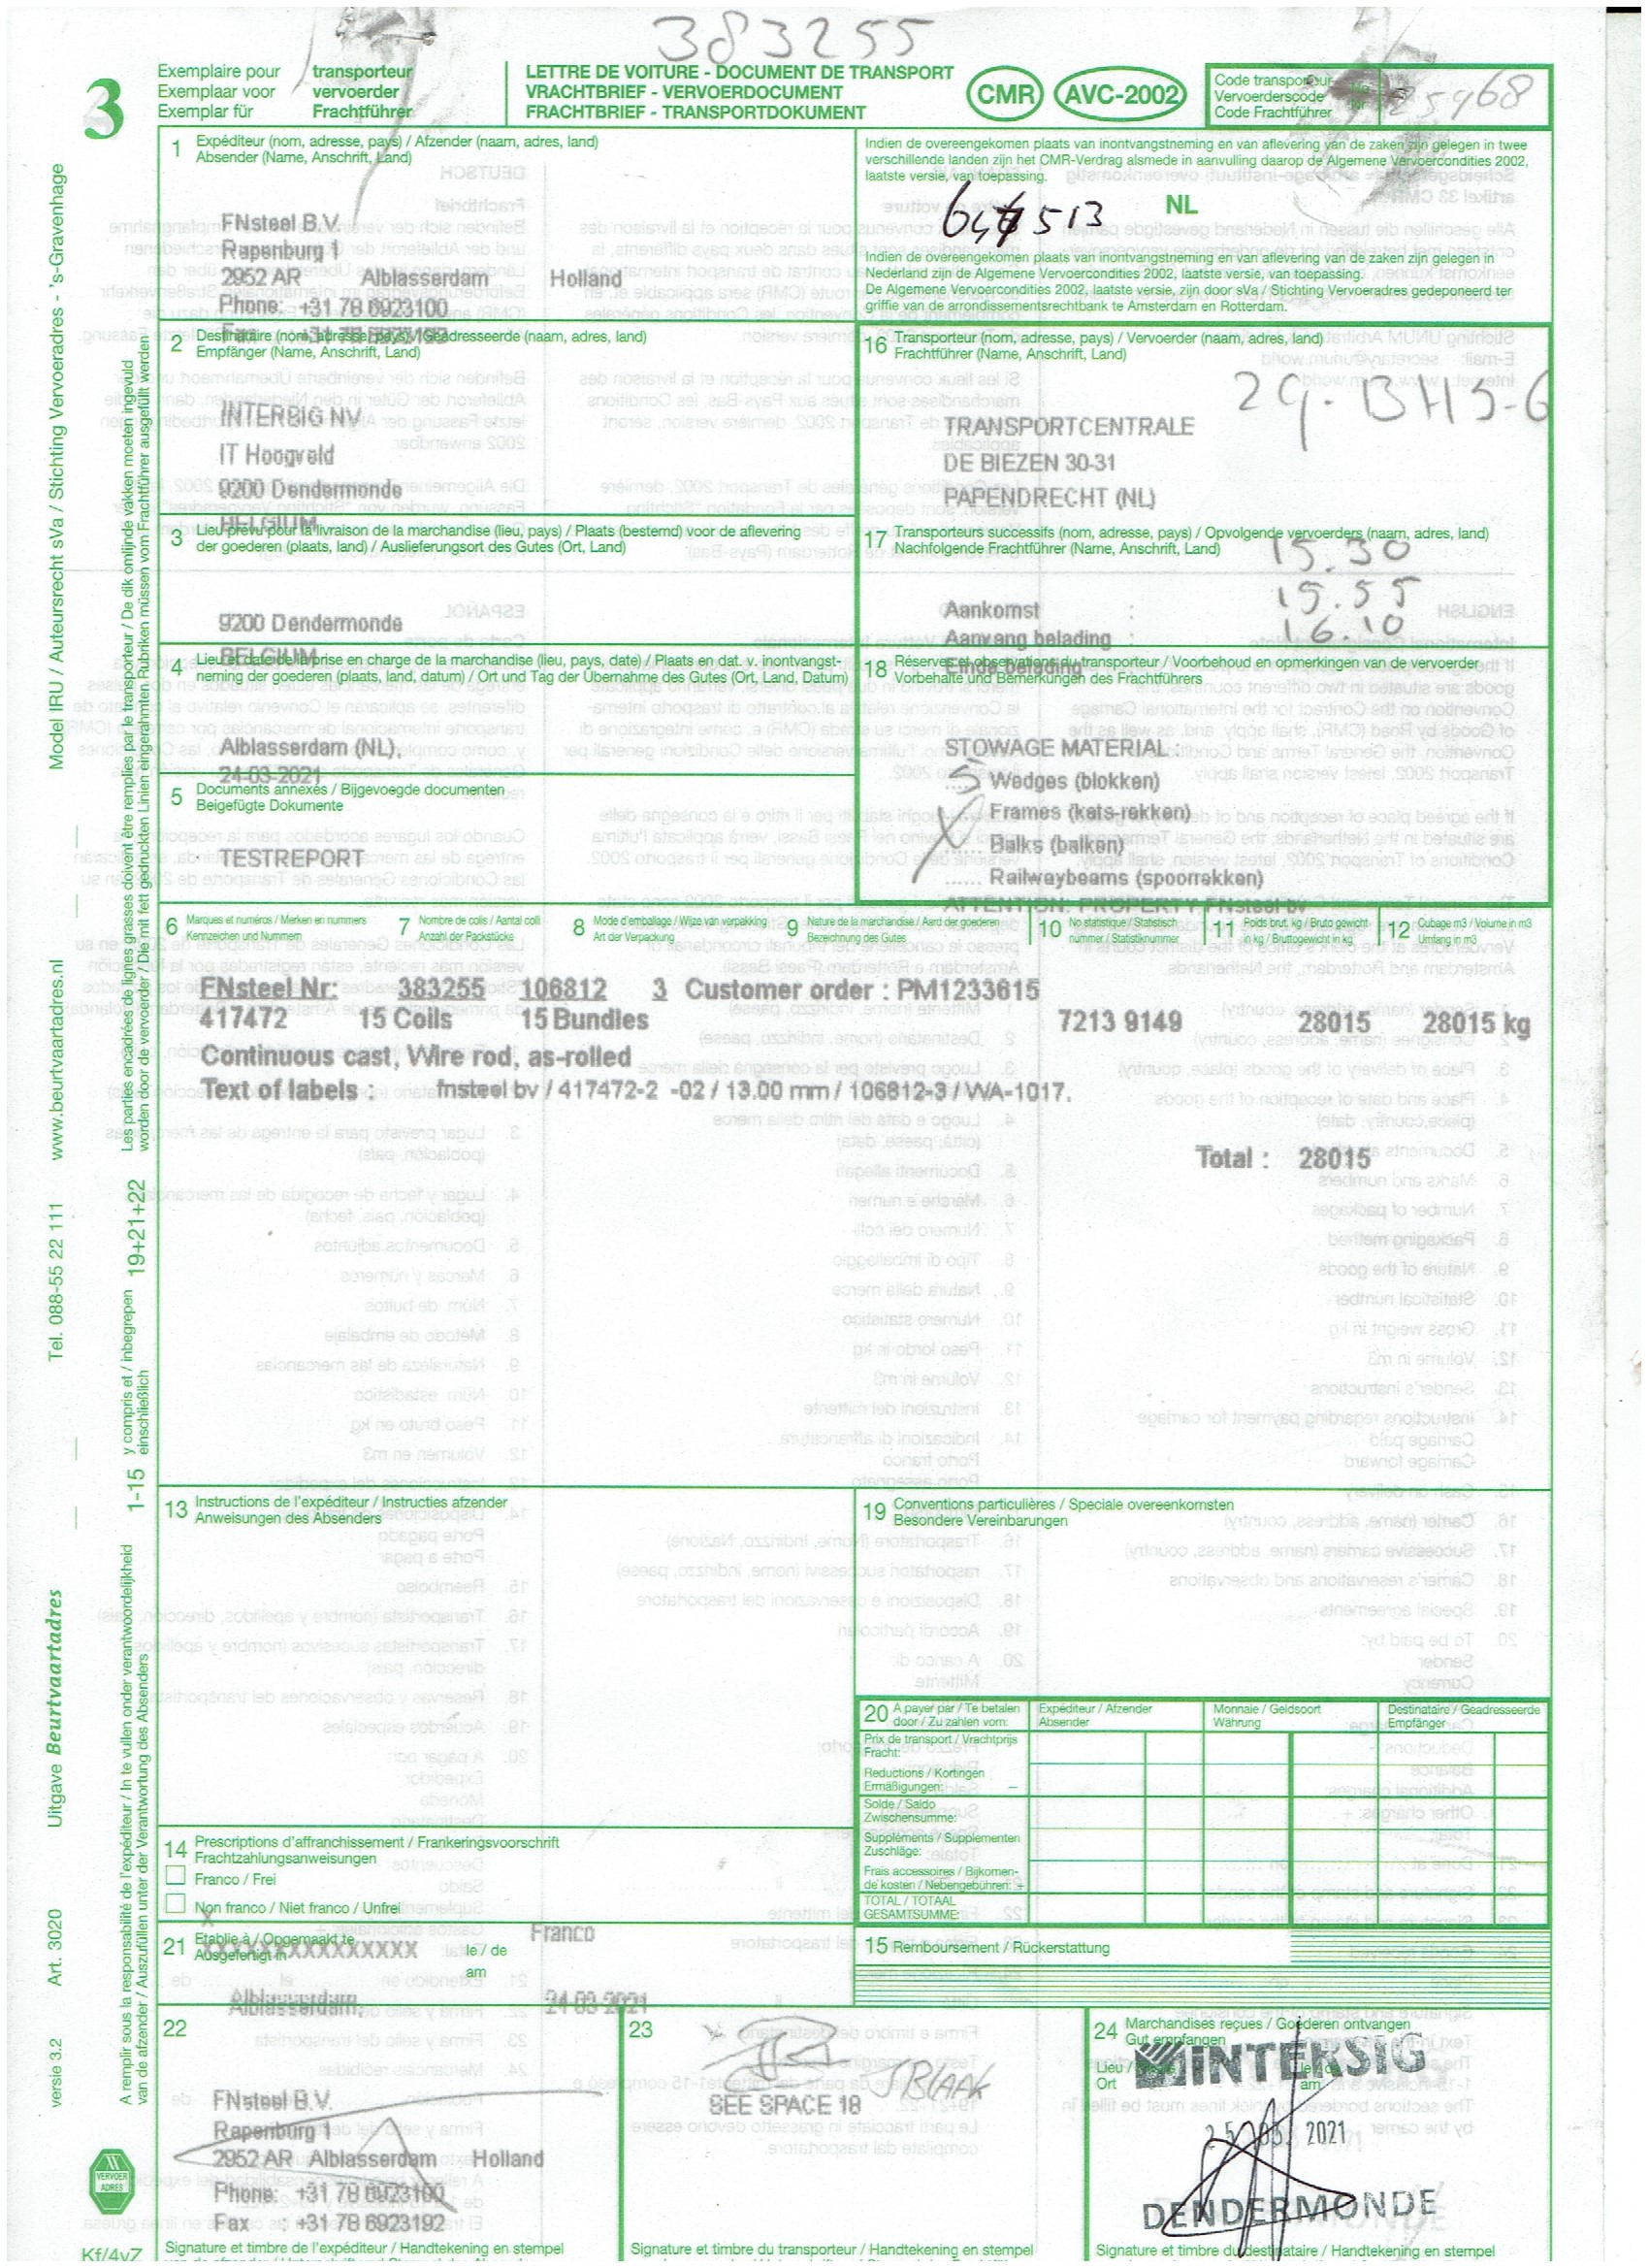 383255
3
Exemplaire pour transporteur
Exemplaar voor vervoerder
Exemplar für Frachtführer
LETTRE DE VOITURE - DOCUMENT DE TRANSPORT
VRACHTBRIEF - VERVOERDOCUMENT
FRACHTBRIEF - TRANSPORTDOKUMENT
CMR
AVC-2002
Code transporteur
Vervoerderscode
Code Frachtführer
1 Expéditeur (nom, adresse, pays) / Afzender (naam, adres, land)
Absender (Name, Anschrift, Land)
FNsteel B.V.
Rapenburg 1
2952 AR Alblasserdam Holland
Phone: +31 78 6923100
Indien de overeengekomen plaats van inontvangstneming en van aflevering van de zaken zijn gelegen in twee
verschillende landen zijn het CMR-Verdrag alsmede in aanvulling daarop de Algemene Vervoercondities 2002,
laatste versie, van toepassing.
NL
Indien de overeengekomen plaats van inontvangstneming en van aflevering van de zaken zijn gelegen in
Nederland zijn de Algemene Vervoercondities 2002, laatste versie, van toepassing.
De Algemene Vervoercondities 2002, laatste versie, zijn door sVa / Stichting Vervoeradres gedeponeerd ter
griffie van de arrondissementsrechtbank te Amsterdam en Rotterdam.
2 Destinataire (nom, adresse, pays) / Geadresseerde (naam, adres, land)
Empfänger (Name, Anschrift, Land)
INTERSIG NV
IT Hoogveld
9200 Dendermonde
BELGIUM
16 Transporteur (nom, adresse, pays) / Vervoerder (naam, adres, land)
Frachtführer (Name, Anschrift, Land)
TRANSPORTCENTRALE
DE BIEZEN 30-31
PAPENDRECHT (NL)
3 Lieu prévu pour la livraison de la marchandise (lieu, pays) / Plaats (bestemd) voor de aflevering
der goederen (plaats, land) / Auslieferungsort des Gutes (Ort, Land)
9200 Dendermonde
BELGIUM
17 Transporteurs successifs (nom, adresse, pays) / Opvolgende vervoerders (naam, adres, land)
Nachfolgende Frachtführer (Name, Anschrift, Land)
15.30
Aankomst : 15.55
Aanvang belading : 16.10
Einde belading
4 Lieu et date de la prise en charge de la marchandise (lieu, pays, date) / Plaats en dat. v. inontvangst-
neming der goederen (plaats, land, datum) / Ort und Tag der Übernahme des Gutes (Ort, Land, Datum)
Alblasserdam (NL),
24-03-2021
18 Réserves et observations du transporteur / Voorbehoud en opmerkingen van de vervoerder
Vorbehalte und Bemerkungen des Frachtführers
STOWAGE MATERIAL :
5 Wedges (blokken)
Frames (kets-rekken)
Balks (balken)
...... Railwaybeams (spoorrekken)
ATTENTION: PROPERTY FNsteel bv
5 Documents annexés / Bijgevoegde documenten
Beigefügte Dokumente
TESTREPORT
6 Marques et numéros / Merken en nummers
Kennzeichen und Nummern
7 Nombre de colis / Aantal colli
Anzahl der Packstücke
8 Mode d'emballage / Wijze van verpakking
Art der Verpackung
9 Nature de la marchandise / Aard der goederen
Bezeichnung des Gutes
10 No statistique / Statistisch
nummer / Statistiknummer
11 Poids brut, kg / Bruto gewicht
in kg / Bruttogewicht in kg
12 Cubage m3 / Volume in m3
Umfang in m3
FNsteel Nr: 383255 106812 3 Customer order : PM1233615
417472 15 Coils 15 Bundles 7213 9149 28015 28015 kg
Continuous cast, Wire rod, as-rolled
Text of labels : fnsteel bv / 417472-2 -02 / 13.00 mm / 106812-3 / WA-1017.
Total : 28015
13 Instructions de l'expéditeur / Instructies afzender
Anweisungen des Absenders
19 Conventions particulières / Speciale overeenkomsten
Besondere Vereinbarungen
20 A payer par / Te betalen
door / Zu zahlen vom:
Expéditeur / Afzender
Absender
Monnaie / Geldsoort
Währung
Destinataire / Geadresseerde
Empfänger
Prix de transport / Vrachtprijs
Fracht:
Reductions / Kortingen
Ermäßigungen: –
Solde / Saldo
Zwischensumme:
Suppléments / Supplementen
Zuschläge:
Frais accessoires / Bijkomen-
de kosten / Nebengebühren: +
TOTAL / TOTAAL
GESAMTSUMME:
14 Prescriptions d'affranchissement / Frankeringsvoorschrift
Frachtzahlungsanweisungen
Franco / Frei
Non franco / Niet franco / Unfrei
X
Franco
21 Etablie à / Opgemaakt te
Ausgefertigt in
XXXXXXXXXXXXXXXX
le / de
am
Alblasserdam, 24-03-2021
15 Remboursement / Rückerstattung
22
FNsteel B.V.
Rapenburg 1
2952 AR Alblasserdam Holland
Phone: +31 78 6923100
Fax : +31 78 6923192
Signature et timbre de l'expéditeur / Handtekening en stempel
23
BLAAK
SEE SPACE 18
Signature et timbre du transporteur / Handtekening en stempel
24 Marchandises reçues / Goederen ontvangen
Gut empfangen
Lieu /
Ort
am
INTERSIG
25 03. 2021
DENDERMONDE
Signature et timbre du destinataire / Handtekening en stempel
Model IRU / Auteursrecht sVa / Stichting Vervoeradres - 's-Gravenhage
www.beurtvaartadres.nl
Tel. 088-55 22 111
Uitgave Beurtvaartadres
Art. 3020
versie 3.2
Les parties encadrées de lignes grasses doivent être remplies par le transporteur / De dik omlijnde vakken moeten ingevuld
worden door de vervoerder / Die mit fett gedruckten Linien eingerahmten Rubriken müssen vom Frachtführer ausgefüllt werden
19+21+22
y compris et / inbegrepen
einschließlich
1-15
A remplir sous la responsabilité de l'expéditeur / In te vullen onder verantwoordelijkheid
van de afzender / Auszufüllen unter der Verantwortung des Absenders
VERVOER
ADRES
Kf/4vZ